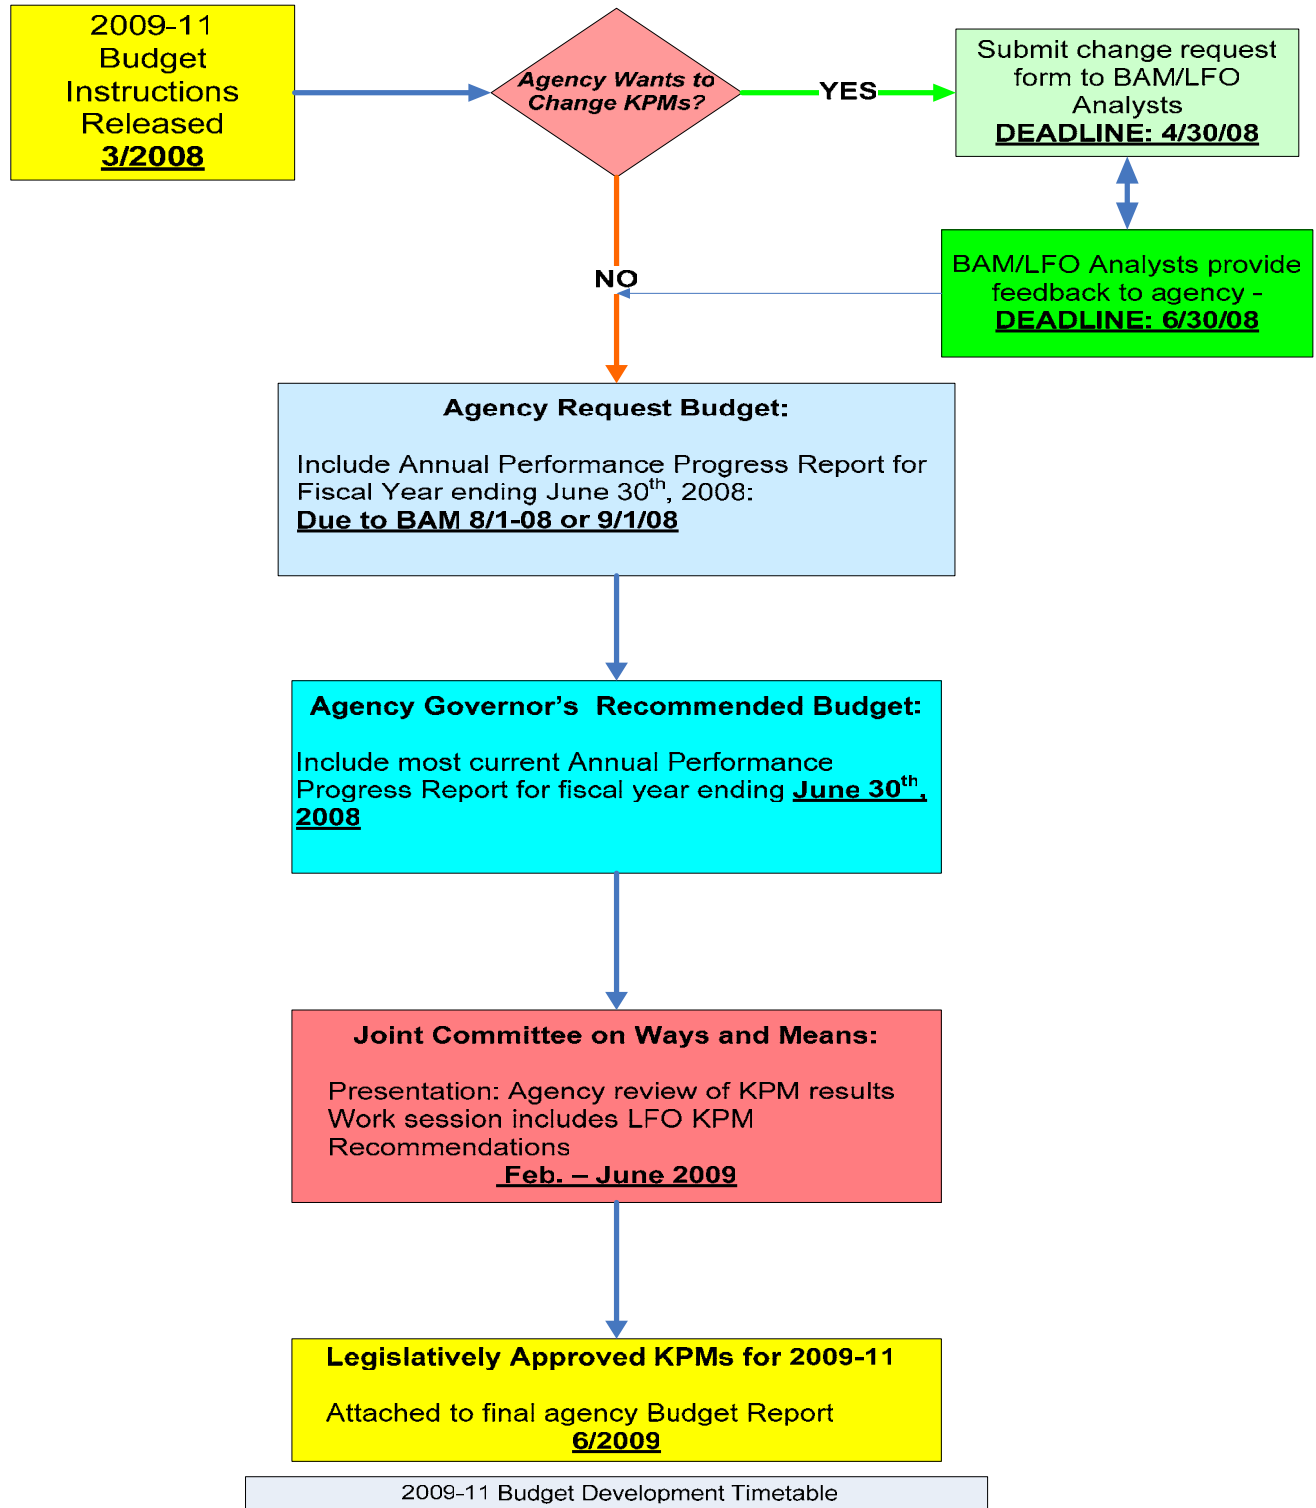 2009-11
Budget
Instructions
Released
3/2008
Agency Wants to
Change KPMs?
YES
Submit change request
form to BAM/LFO
Analysts
DEADLINE: 4/30/08
BAM/LFO Analysts provide
feedback to agency -
DEADLINE: 6/30/08
NO
Agency Request Budget:
Include Annual Performance Progress Report for
Fiscal Year ending June 30th, 2008:
Due to BAM 8/1-08 or 9/1/08
Agency Governor's Recommended Budget:
Include most current Annual Performance
Progress Report for fiscal year ending June 30th,
2008
Joint Committee on Ways and Means:
Presentation: Agency review of KPM results
Work session includes LFO KPM
Recommendations
Feb. – June 2009
Legislatively Approved KPMs for 2009-11
Attached to final agency Budget Report
6/2009
2009-11 Budget Development Timetable